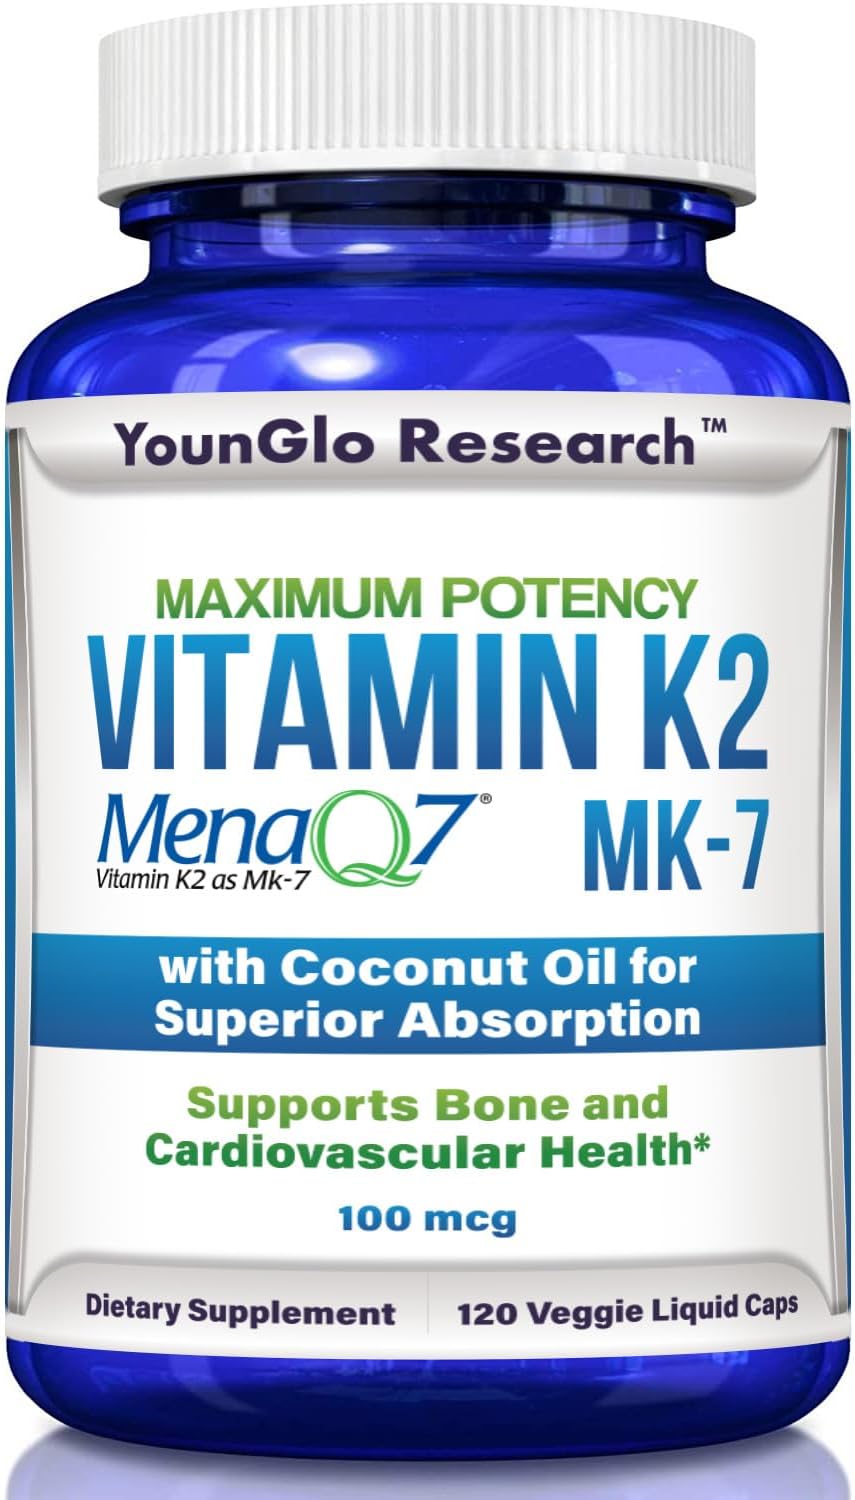 YounGlo Research™
MAXIMUM POTENCY
VITAMIN K2
MenaQ7®
Vitamin K2 as Mk-7
MK-7
with Coconut Oil for
Superior Absorption
Supports Bone and
Cardiovascular Health*
100 mcg
Dietary Supplement
120 Veggie Liquid Caps